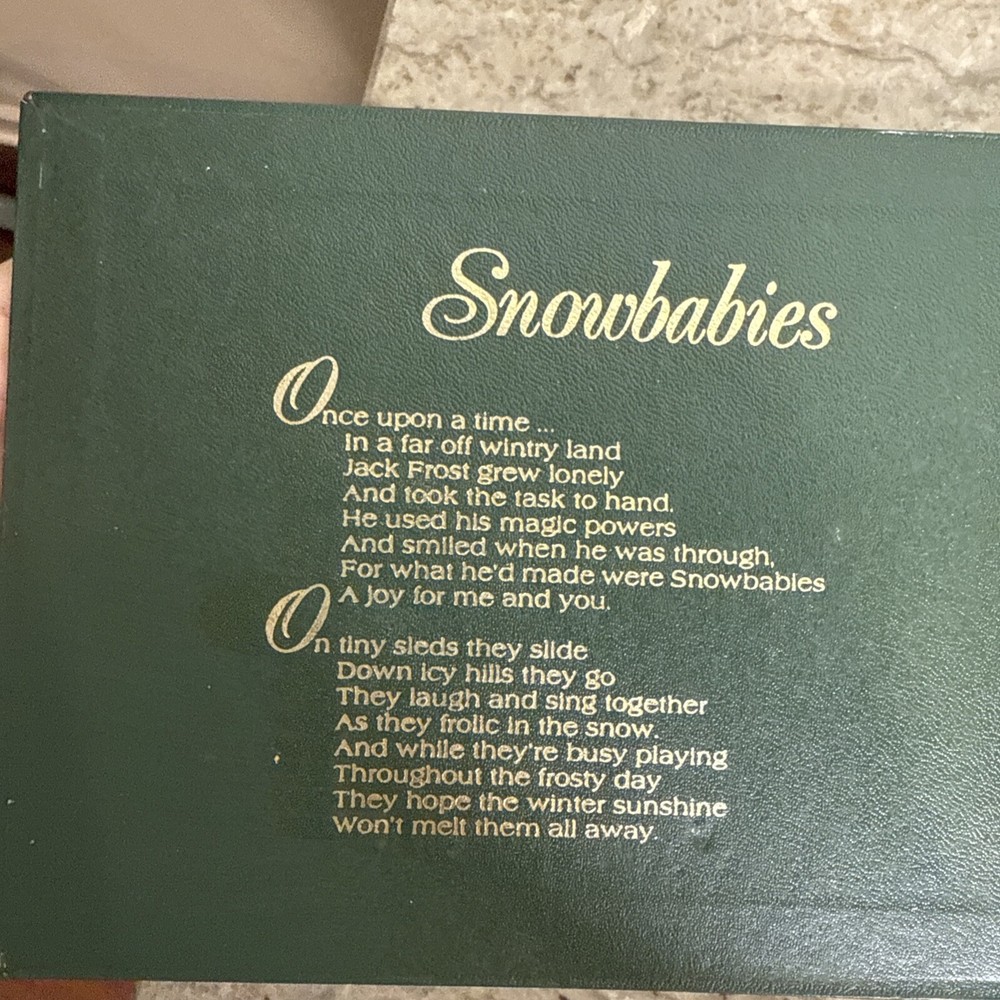 Snowbabies
Once upon a time ...
In a far off wintry land
Jack Frost grew lonely
And took the task to hand.
He used his magic powers
And smiled when he was through,
For what he'd made were Snowbabies
A joy for me and you.
On tiny sleds they slide
Down icy hills they go
They laugh and sing together
As they frolic in the snow.
And while they're busy playing
Throughout the frosty day
They hope the winter sunshine
Won't melt them all away.